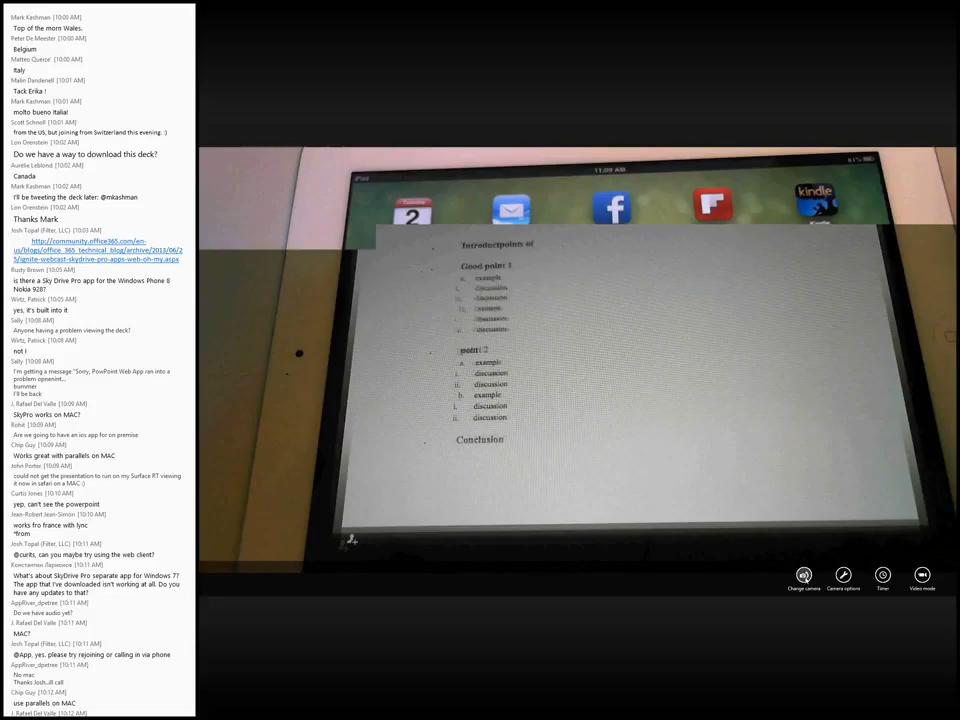 Mark Kashman [10:00 AM]
Top of the morn Wales.
Peter De Meester [10:00 AM]
Belgium
Matteo Querze' [10:00 AM]
Italy
Malin Dandenell [10:01 AM]
Tack Erika !
Mark Kashman [10:01 AM]
molto bueno Italia!
Scott Schnoll [10:01 AM]
from the US, but joining from Switzerland this evening. :)
Lon Orenstein [10:02 AM]
Do we have a way to download this deck?
Aurélie Leblond [10:02 AM]
Canada
Mark Kashman [10:02 AM]
I'll be tweeting the deck later: @mkashman
Lon Orenstein [10:02 AM]
Thanks Mark
Josh Topal (Filter, LLC) [10:03 AM]
http://community.office365.com/en-
us/blogs/office_365_technical_blog/archive/2013/06/2
5/ignite-webcast-skydrive-pro-apps-web-oh-my.aspx
Rusty Brown [10:05 AM]
is there a Sky Drive Pro app for the Windows Phone 8
Nokia 928?
Wirtz, Patrick [10:05 AM]
yes, it's built into it
Sally [10:08 AM]
Anyone having a problem viewing the deck?
Wirtz, Patrick [10:08 AM]
not I
Sally [10:08 AM]
I'm getting a message "Sorry, PowPoint Web App ran into a
problem opnenint...
bummer
I'll be back
J. Rafael Del Valle [10:09 AM]
SkyPro works on MAC?
Rohit [10:09 AM]
Are we going to have an ios app for on premise
Chip Guy [10:09 AM]
Works great with parallels on MAC
John Porter [10:09 AM]
could not get the presentation to run on my Surface RT viewing
it now in safari on a MAC :)
Curtis Jones [10:10 AM]
yep, can't see the powerpoint
Jean-Robert Jean-Simon [10:10 AM]
works fro france with lync
*from
Josh Topal (Filter, LLC) [10:11 AM]
@curits, can you maybe try using the web client?
Константин Ларионов [10:11 AM]
What's about SkyDrive Pro separate app for Windows 7?
The app that I've downloaded isn't working at all. Do you
have any updates to that?
AppRiver_dpetree [10:11 AM]
Do we have audio yet?
J. Rafael Del Valle [10:11 AM]
MAC?
Josh Topal (Filter, LLC) [10:11 AM]
@App, yes. please try rejoining or calling in via phone
AppRiver_dpetree [10:11 AM]
No mac
Thanks Josh...ill call
Chip Guy [10:12 AM]
use parallels on MAC
J. Rafael Del Valle [10:12 AM]
iPad
11:09 AM
61%
Tuesday
2
f
kindle
Introductpoints of
Good point 1
a. example
i. discussion
ii. discussion
b. example
discussion
ii. discussion
point 2
a. example
i. discussion
ii. discussion
b. example
i. discussion
ii. discussion
Conclusion
Change camera
Camera options
Timer
Video mode